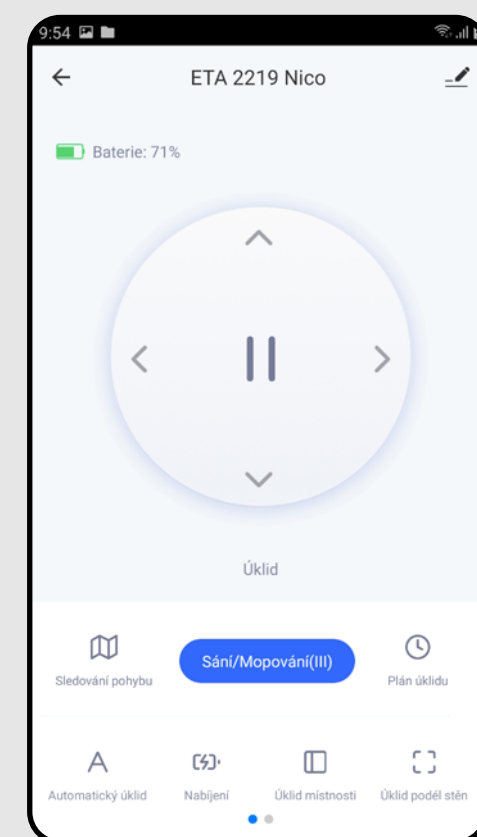 9:54
ETA 2219 Nico
Baterie: 71%
Úklid
Sledování pohybu
Sání/Mopování(III)
Plán úklidu
Automatický úklid
Nabíjení
Úklid místnosti
Úklid podél stěn